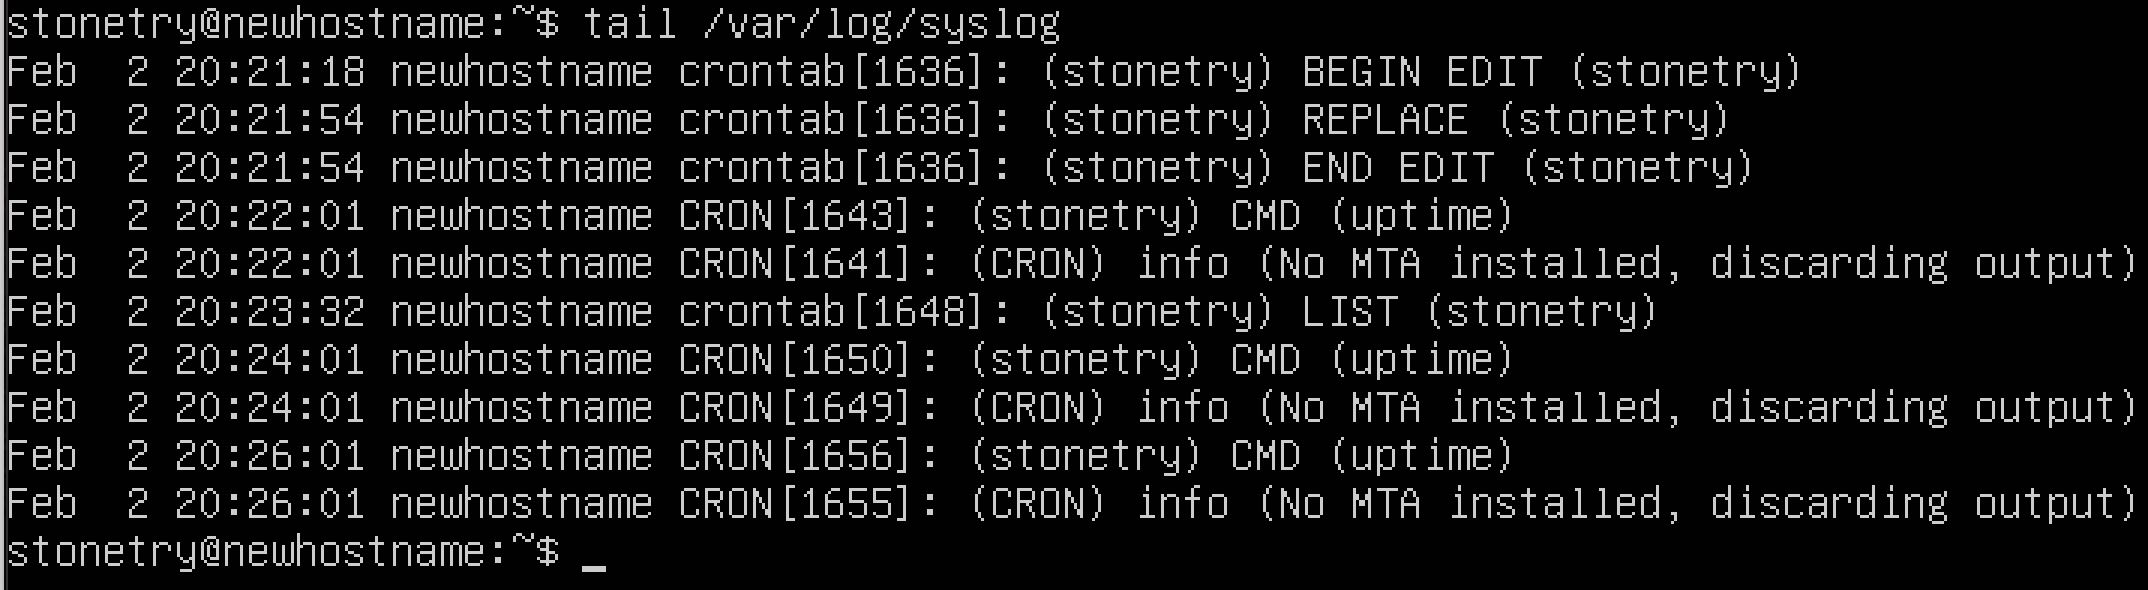 stonetry@newhostname:~$ tail /var/log/syslog
Feb  2 20:21:18 newhostname crontab[1636]: (stonetry) BEGIN EDIT (stonetry)
Feb  2 20:21:54 newhostname crontab[1636]: (stonetry) REPLACE (stonetry)
Feb  2 20:21:54 newhostname crontab[1636]: (stonetry) END EDIT (stonetry)
Feb  2 20:22:01 newhostname CRON[1643]: (stonetry) CMD (uptime)
Feb  2 20:22:01 newhostname CRON[1641]: (CRON) info (No MTA installed, discarding output)
Feb  2 20:23:32 newhostname crontab[1648]: (stonetry) LIST (stonetry)
Feb  2 20:24:01 newhostname CRON[1650]: (stonetry) CMD (uptime)
Feb  2 20:24:01 newhostname CRON[1649]: (CRON) info (No MTA installed, discarding output)
Feb  2 20:26:01 newhostname CRON[1656]: (stonetry) CMD (uptime)
Feb  2 20:26:01 newhostname CRON[1655]: (CRON) info (No MTA installed, discarding output)
stonetry@newhostname:~$ _